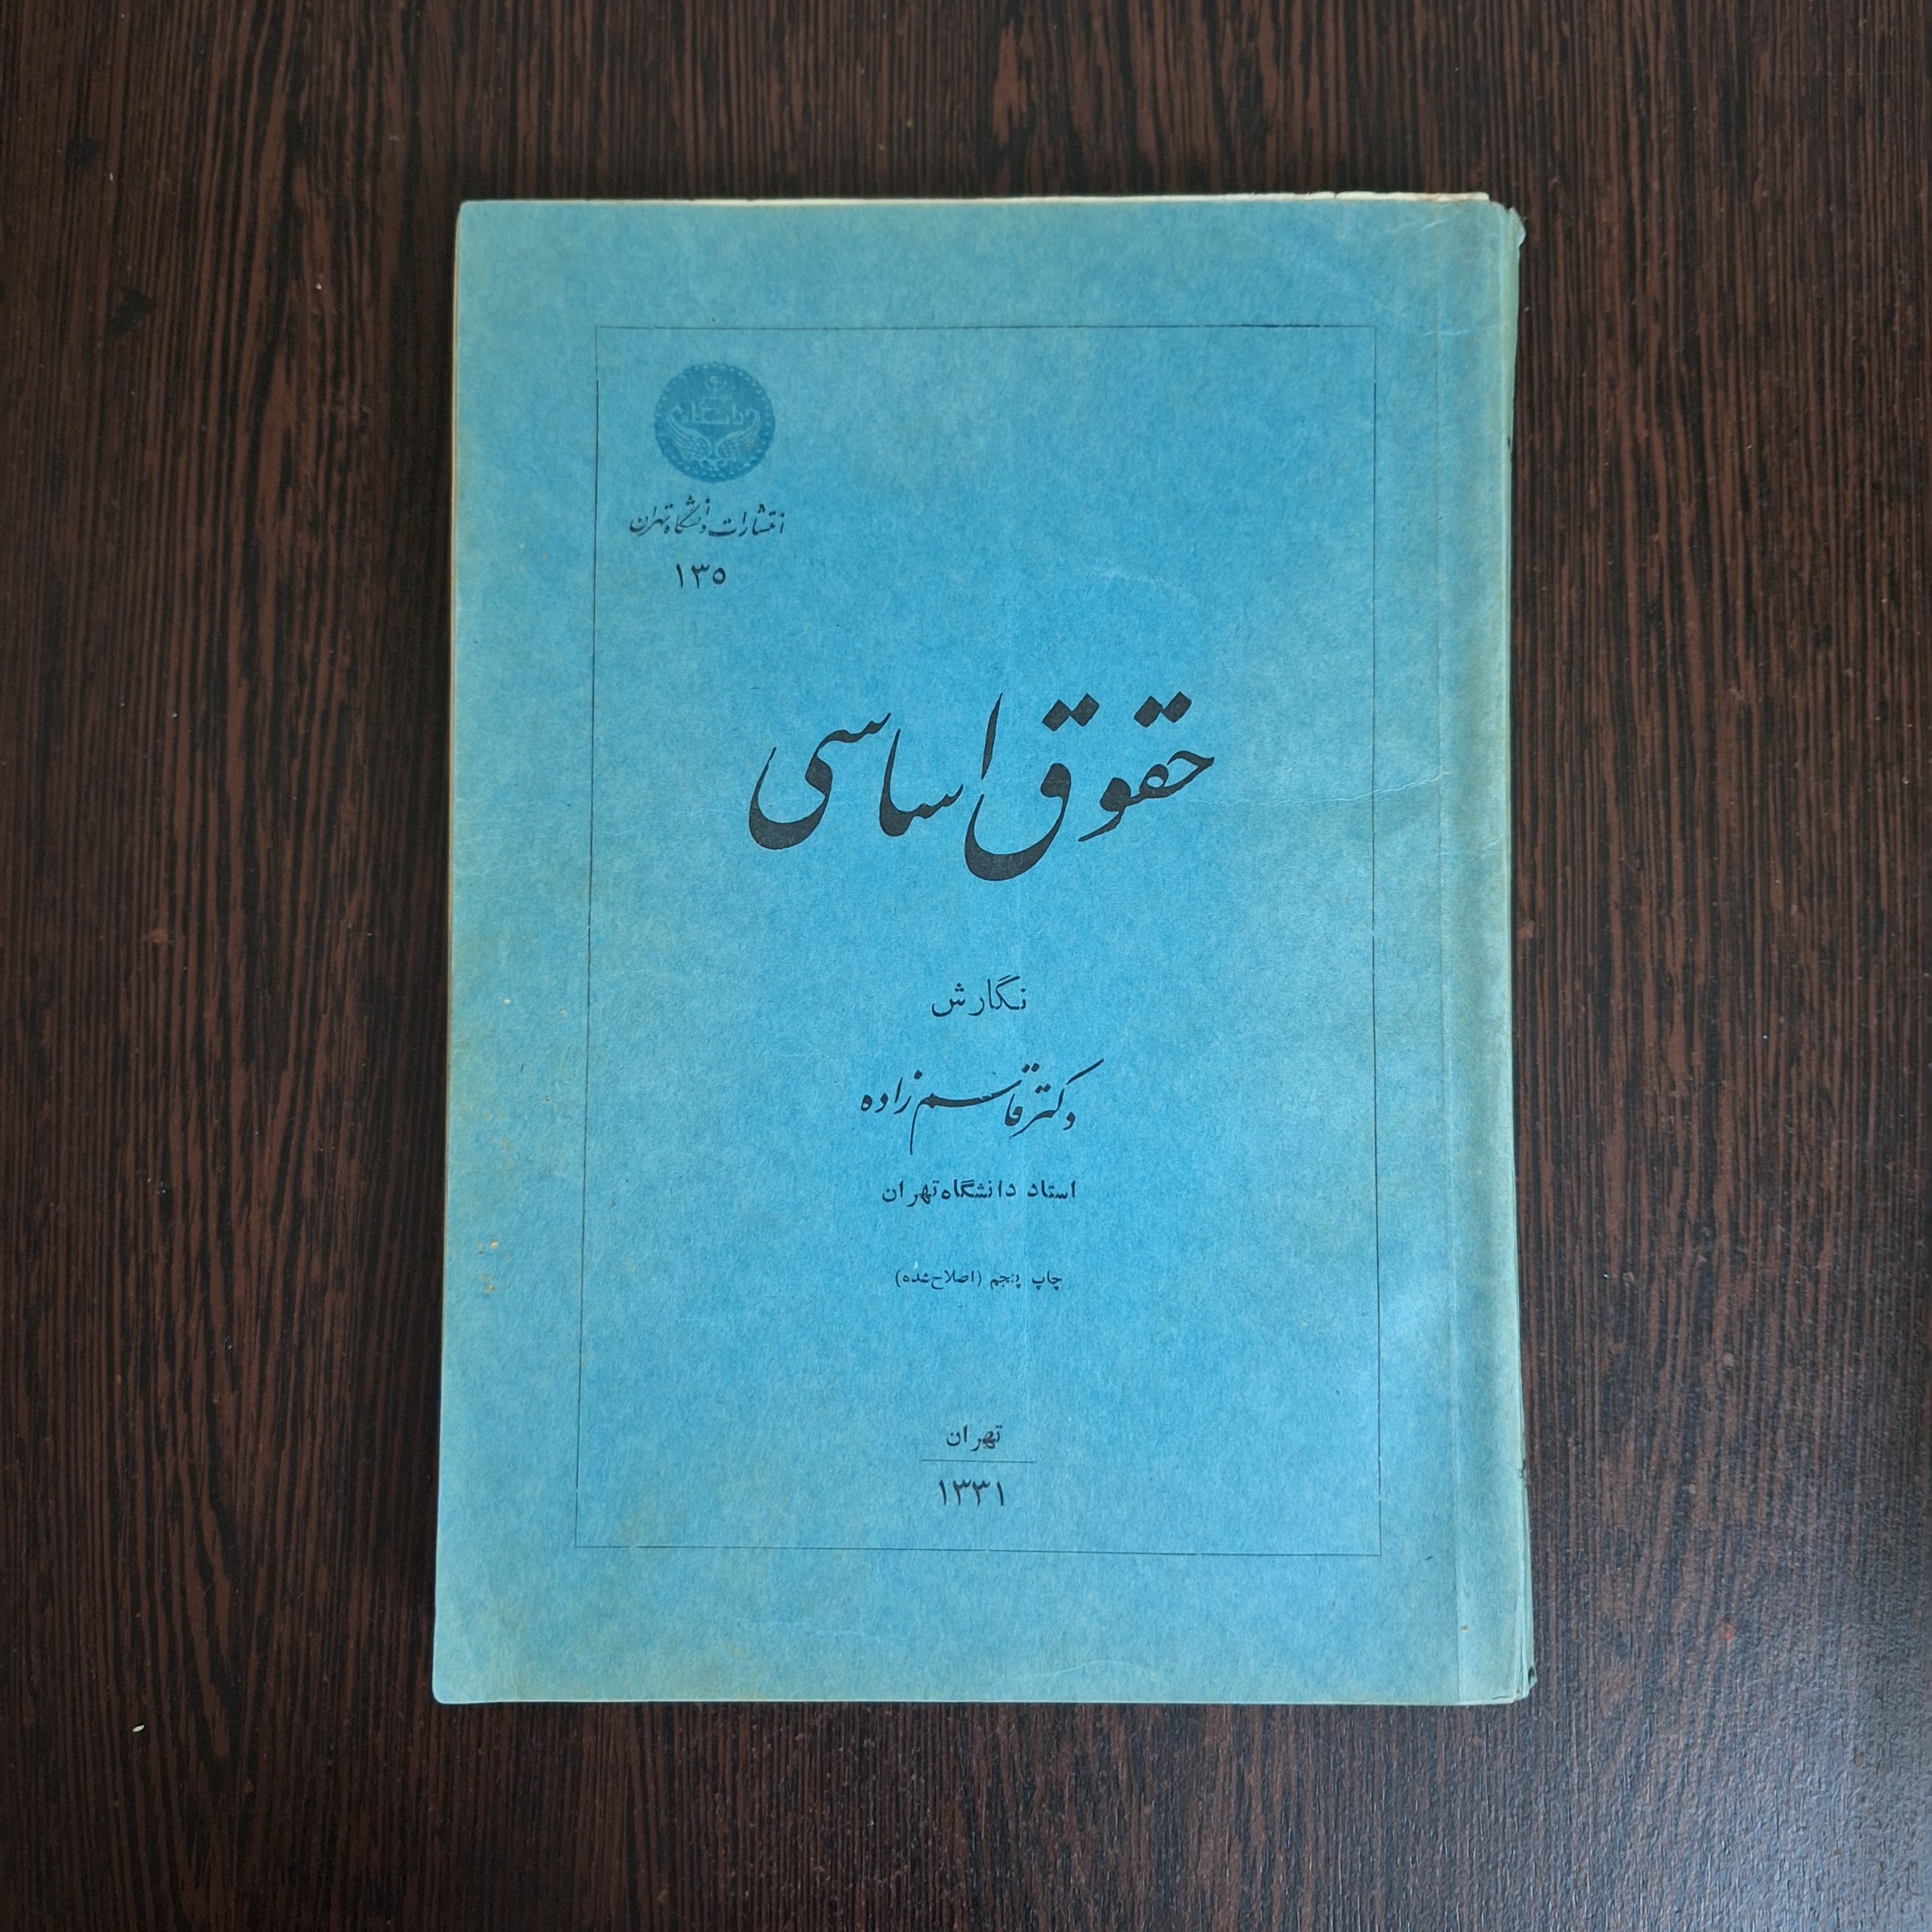 دانشگاه
انتشارات دانشگاه تهران
۱۳۵
حقوق اساسی
نگارش
دکتر قاسم زاده
استاد دانشگاه تهران
چاپ پنجم (اصلاح شده)
تهران
۱۳۳۱